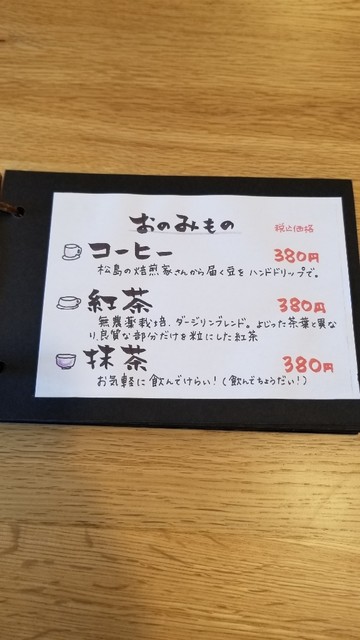 おのみもの 税込価格
コーヒー 380円
松島の焙煎家さんから届く豆をハンドドリップで。
紅茶 380円
無農薬栽培、ダージリンブレンド。よじった茶葉と異な
り、良質な部分だけを粒にした紅茶
抹茶 380円
お気軽に飲んでけらい!(飲んでちょうだい!)